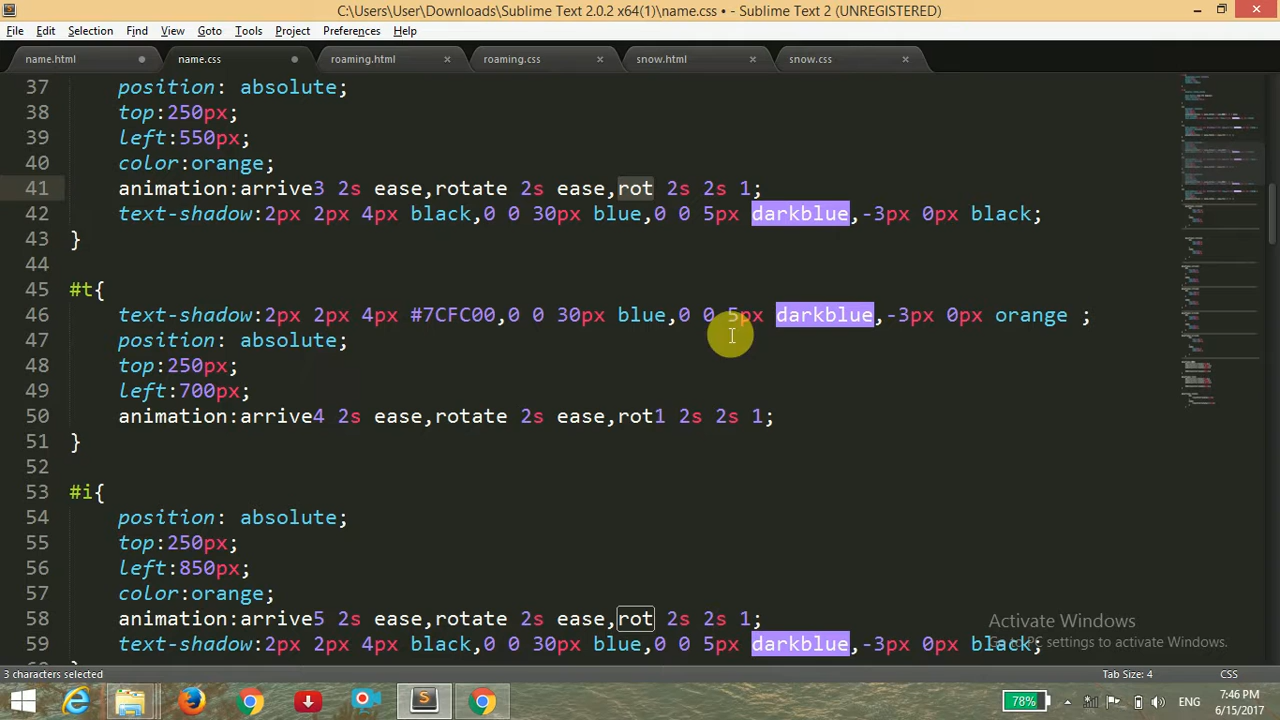 C:\Users\User\Downloads\Sublime Text 2.0.2 x64(1)\name.css • - Sublime Text 2 (UNREGISTERED)
File Edit Selection Find View Goto Tools Project Preferences Help
name.html name.css roaming.html roaming.css snow.html snow.css
37 position: absolute;
38 top:250px;
39 left:550px;
40 color:orange;
41 animation:arrive3 2s ease,rotate 2s ease,rot 2s 2s 1;
42 text-shadow:2px 2px 4px black,0 0 30px blue,0 0 5px darkblue,-3px 0px black;
43 }
44
45 #t{
46 text-shadow:2px 2px 4px #7CFC00,0 0 30px blue,0 0 5px darkblue,-3px 0px orange ;
47 position: absolute;
48 top:250px;
49 left:700px;
50 animation:arrive4 2s ease,rotate 2s ease,rot1 2s 2s 1;
51 }
52
53 #i{
54 position: absolute;
55 top:250px;
56 left:850px;
57 color:orange;
58 animation:arrive5 2s ease,rotate 2s ease,rot 2s 2s 1;
59 text-shadow:2px 2px 4px black,0 0 30px blue,0 0 5px darkblue,-3px 0px black;
Activate Windows
Go to PC settings to activate Windows.
3 characters selected Tab Size: 4 CSS
78% ENG 7:46 PM
6/15/2017